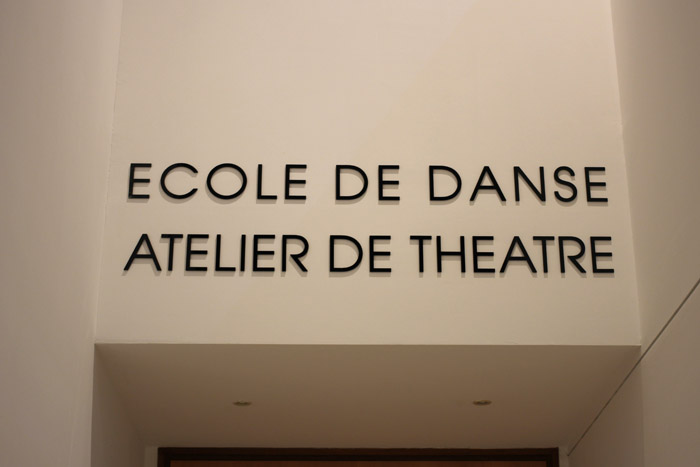 ECOLE DE DANSE
ATELIER DE THEATRE